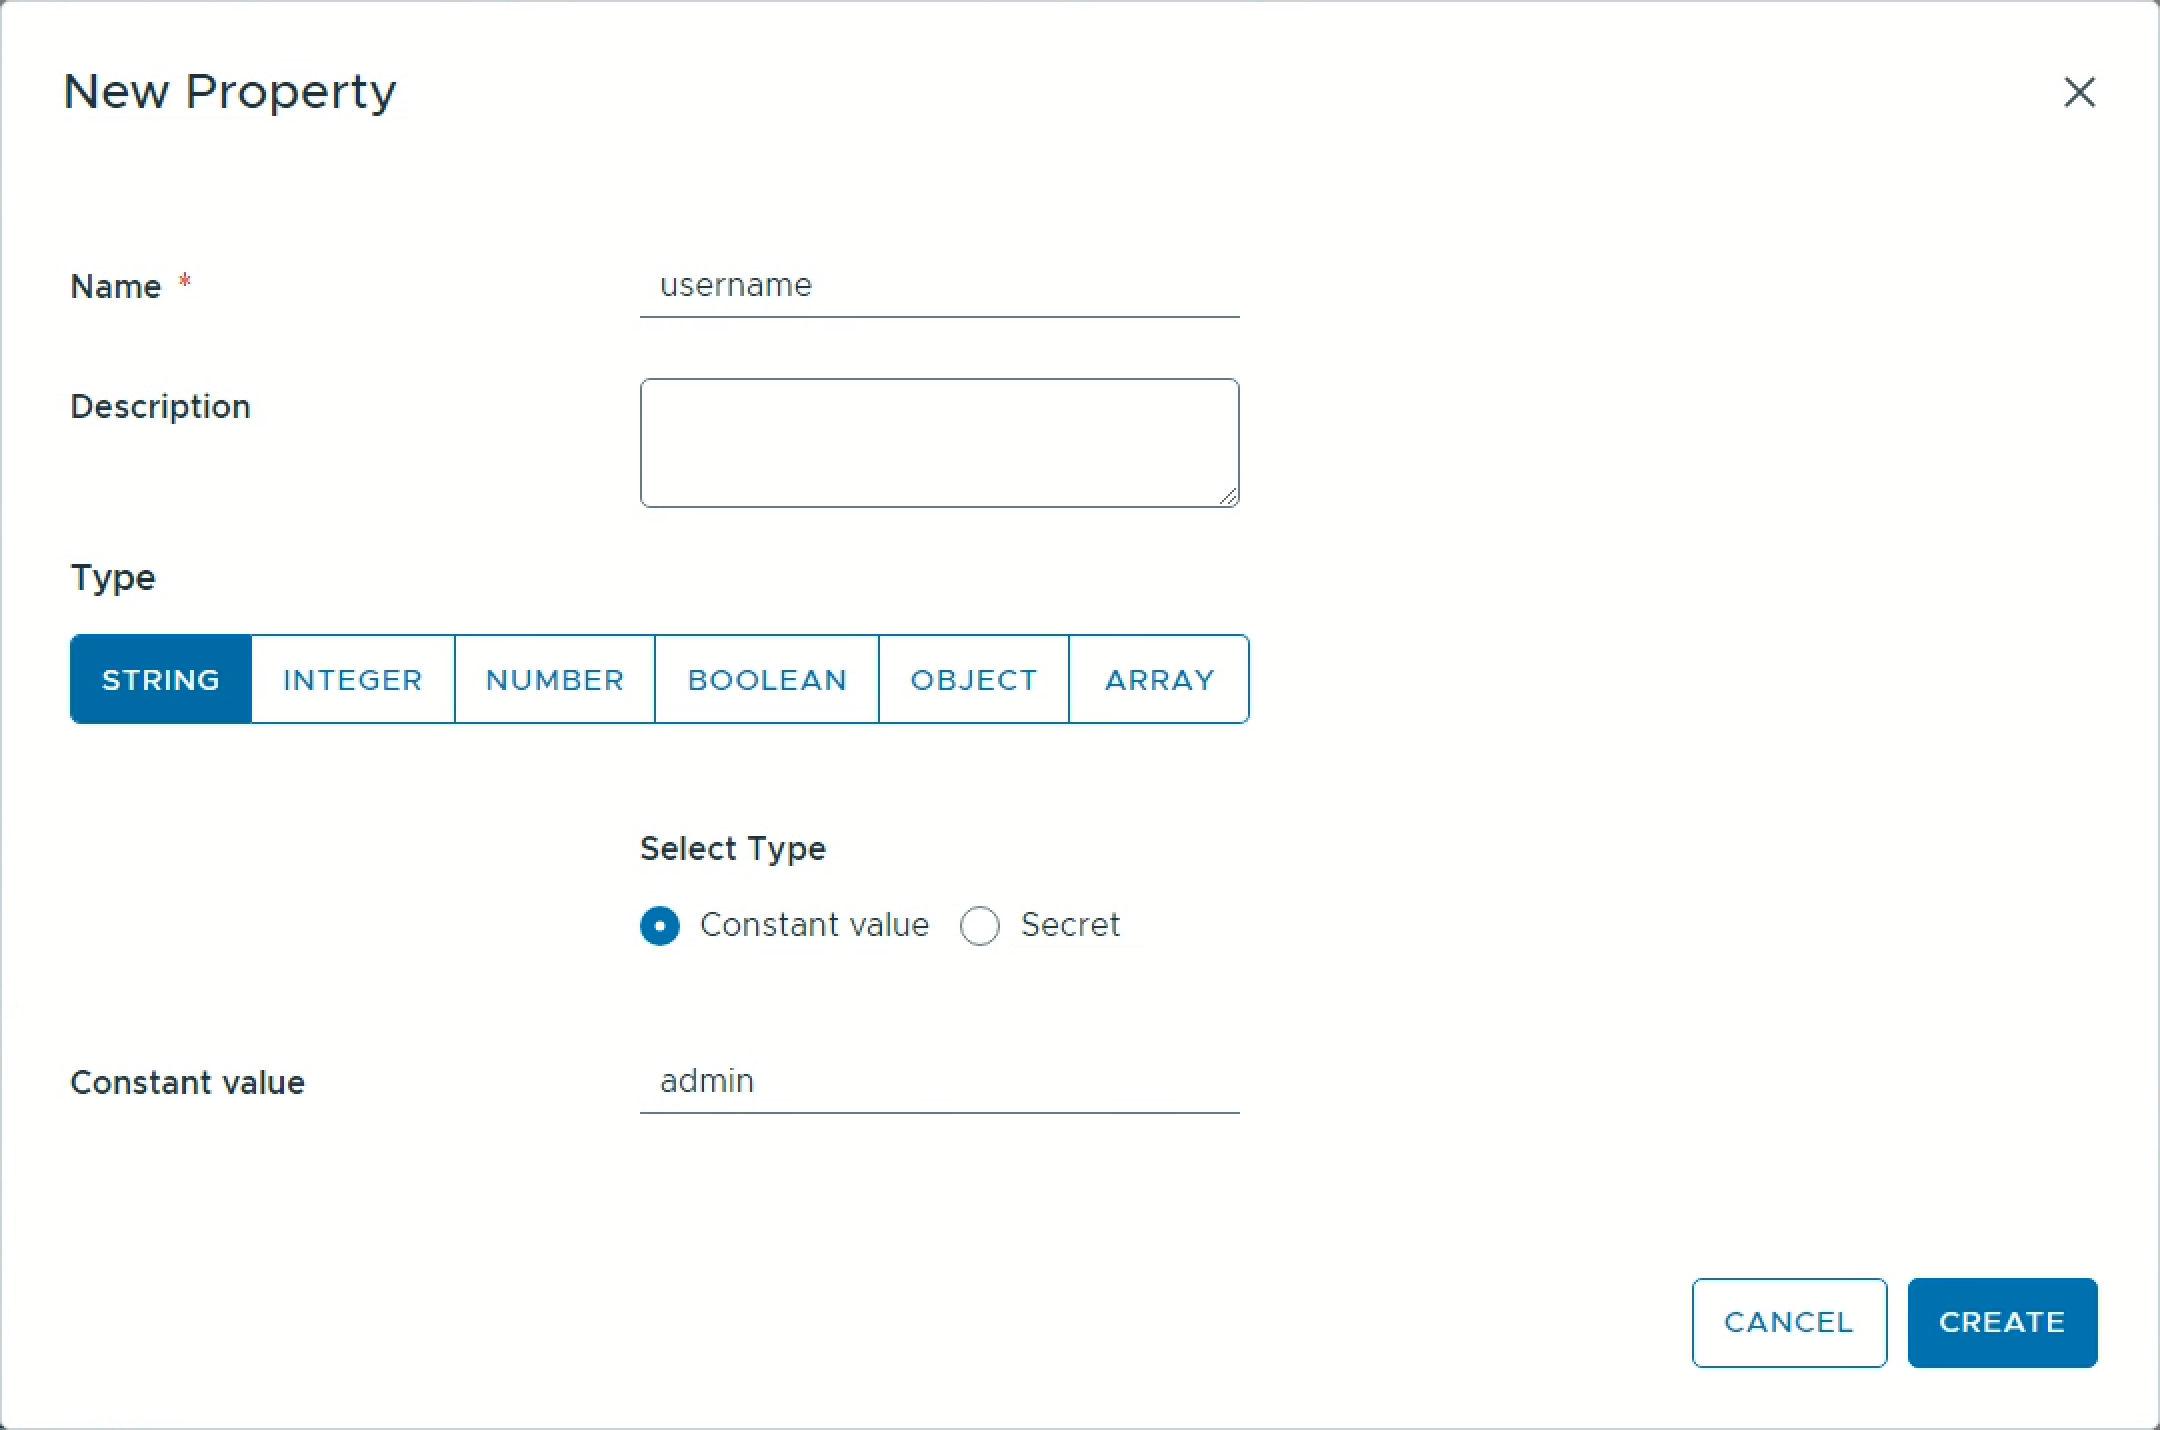 New Property
Name *
username
Description
Type
STRING INTEGER NUMBER BOOLEAN OBJECT ARRAY
Select Type
Constant value Secret
Constant value
admin
CANCEL CREATE